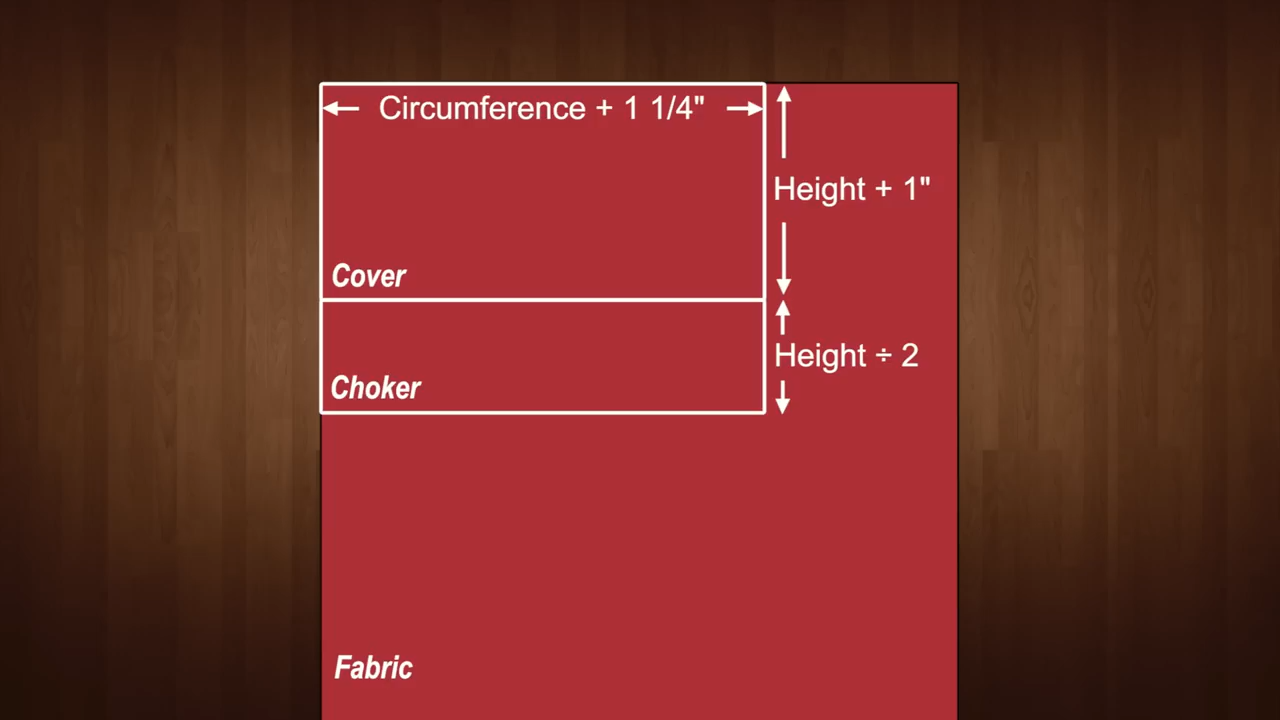 Circumference + 1 1/4"
Height + 1"
Cover
Height ÷ 2
Choker
Fabric